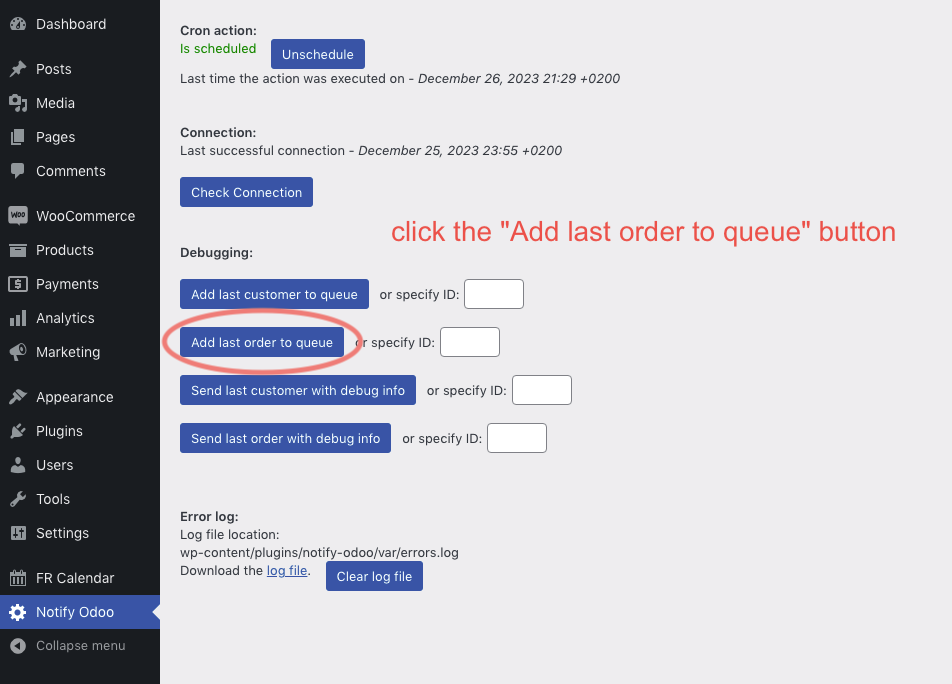 Dashboard
Posts
Media
Pages
Comments
Woo WooCommerce
Products
$ Payments
Analytics
Marketing
Appearance
Plugins
Users
Tools
Settings
FR Calendar
Notify Odoo
Collapse menu
Cron action:
Is scheduled Unschedule
Last time the action was executed on - December 26, 2023 21:29 +0200
Connection:
Last successful connection - December 25, 2023 23:55 +0200
Check Connection
click the "Add last order to queue" button
Debugging:
Add last customer to queue or specify ID:
Add last order to queue or specify ID:
Send last customer with debug info or specify ID:
Send last order with debug info or specify ID:
Error log:
Log file location:
wp-content/plugins/notify-odoo/var/errors.log
Download the log file. Clear log file